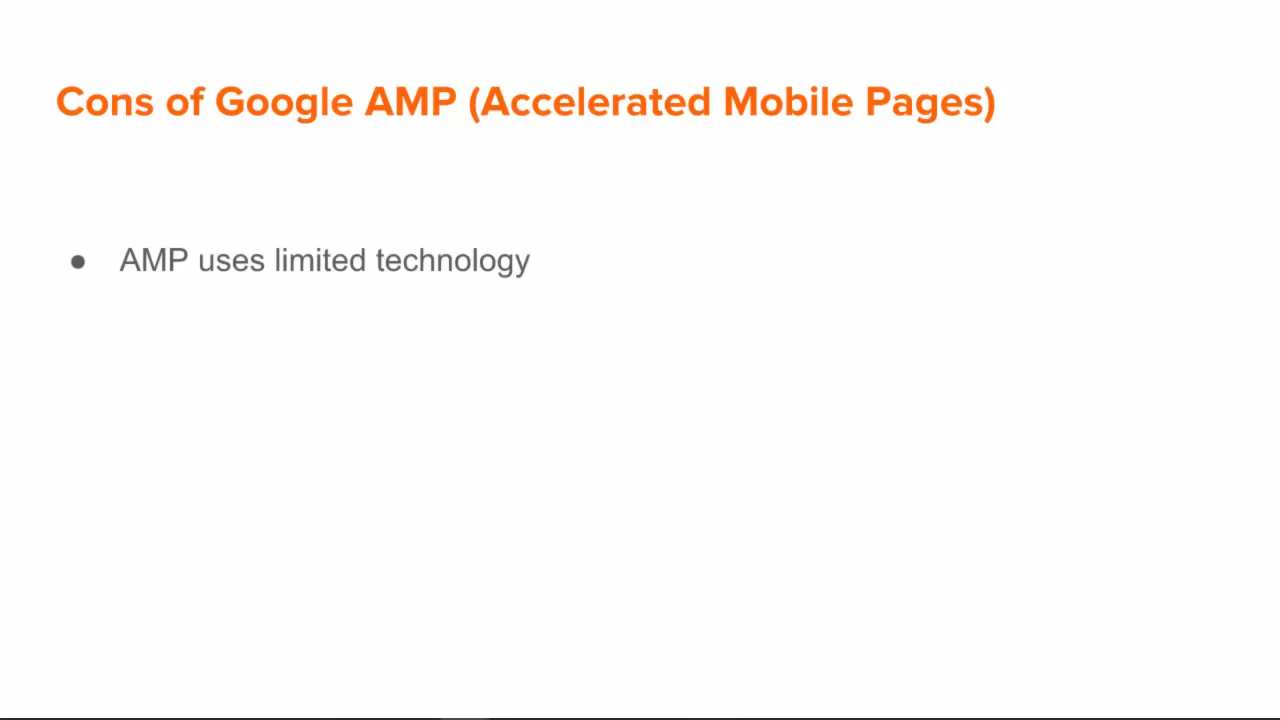 Cons of Google AMP (Accelerated Mobile Pages)
● AMP uses limited technology